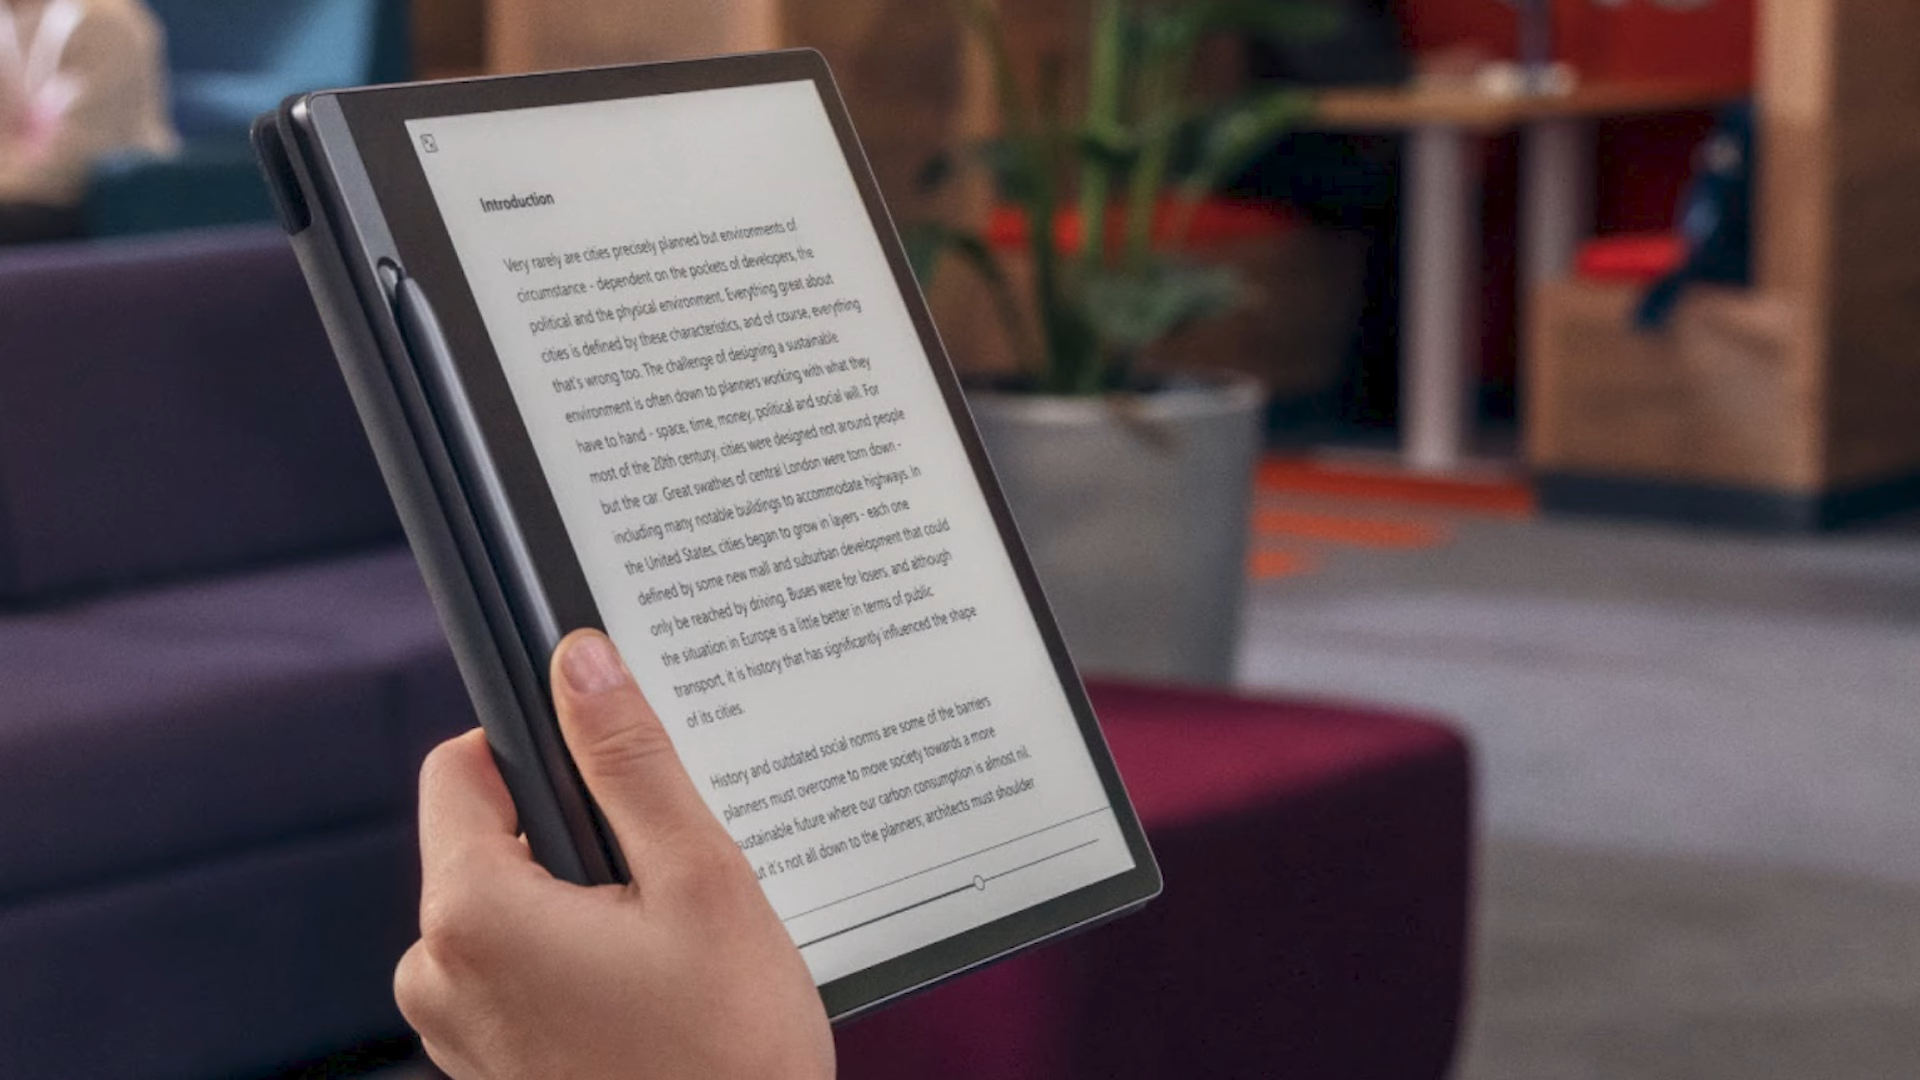 Introduction
Very rarely are cities precisely planned but environments of
circumstance - dependent on the pockets of developers, the
political and the physical environment. Everything great about
cities is defined by these characteristics, and of course, everything
that's wrong too. The challenge of designing a sustainable
environment is often down to planners working with what they
have to hand - space, time, money, political and social will. For
most of the 20th century, cities were designed not around people
but the car. Great swathes of central London were torn down -
including many notable buildings to accommodate highways. In
the United States, cities began to grow in layers - each one
defined by some new mall and suburban development that could
only be reached by driving. Buses were for losers, and although
the situation in Europe is a little better in terms of public
transport, it is history that has significantly influenced the shape
of its cities.
History and outdated social norms are some of the barriers
planners must overcome to move society towards a more
sustainable future where our carbon consumption is almost nil.
ut it's not all down to the planners; architects must shoulder